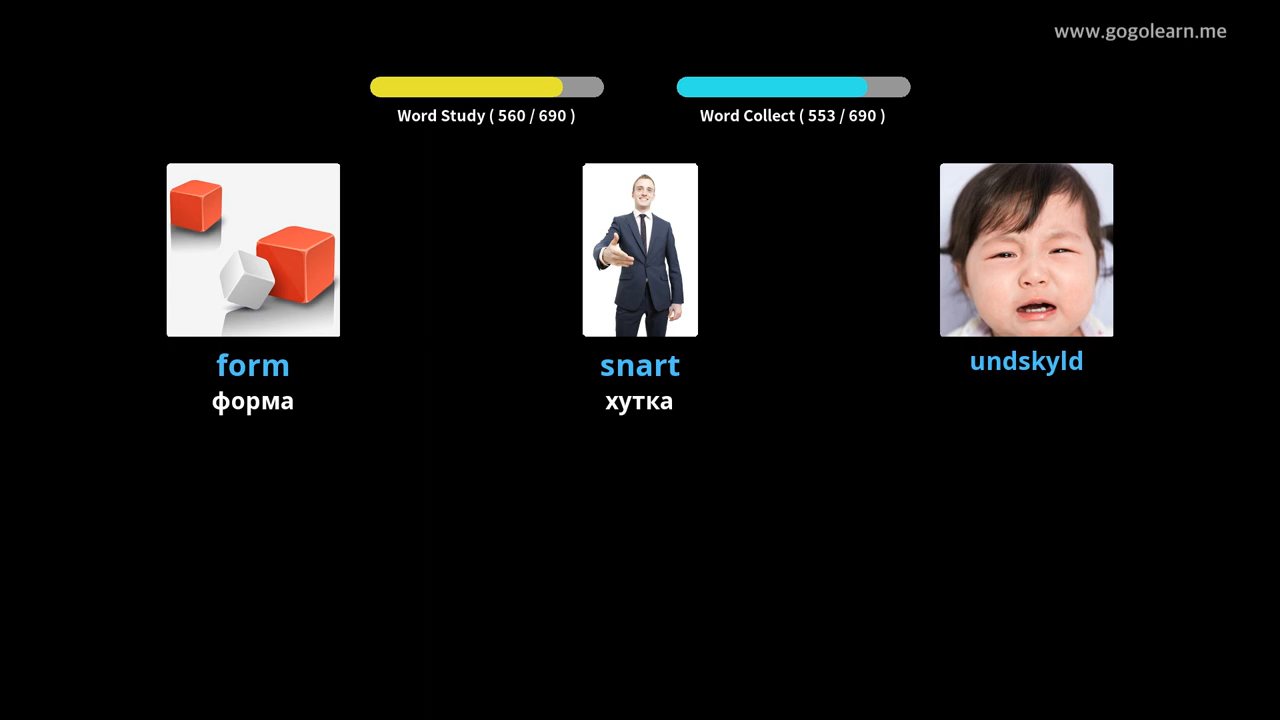 www.gogolearn.me
Word Study ( 560 / 690 )
Word Collect ( 553 / 690 )
form
форма
snart
хутка
undskyld